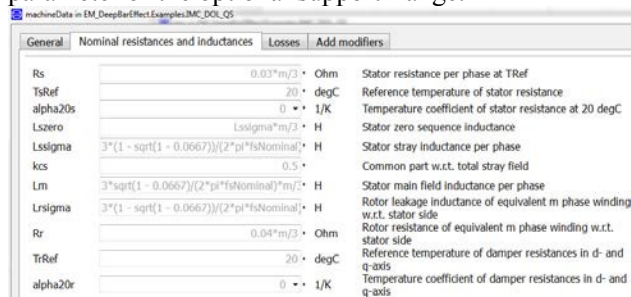 parameter for the optional support flange.
machineData in EM_DeepBarEffect.Examples.IMC_DOL_QS
General Nominal resistances and inductances Losses Add modifiers
Rs 0.03*m/3 Ohm Stator resistance per phase at TRef
TsRef 20 degC Reference temperature of stator resistance
alpha20s 0 1/K Temperature coefficient of stator resistance at 20 degC
Lszero Lssigma*m/3 H Stator zero sequence inductance
Lssigma 3*(1 - sqrt(1 - 0.0667))/(2*pi*fsNominal) H Stator stray inductance per phase
kcs 0.5 Common part w.r.t. total stray field
Lm 3*sqrt(1 - 0.0667)/(2*pi*fsNominal)*m/3 H Stator main field inductance per phase
Lrsigma 3*(1 - sqrt(1 - 0.0667))/(2*pi*fsNominal) H Rotor leakage inductance of equivalent m phase winding
w.r.t. stator side
Rr 0.04*m/3 Ohm Rotor resistance of equivalent m phase winding w.r.t.
stator side
TrRef 20 degC Reference temperature of damper resistances in d- and
q-axis
alpha20r 0 1/K Temperature coefficient of damper resistances in d- and
q-axis